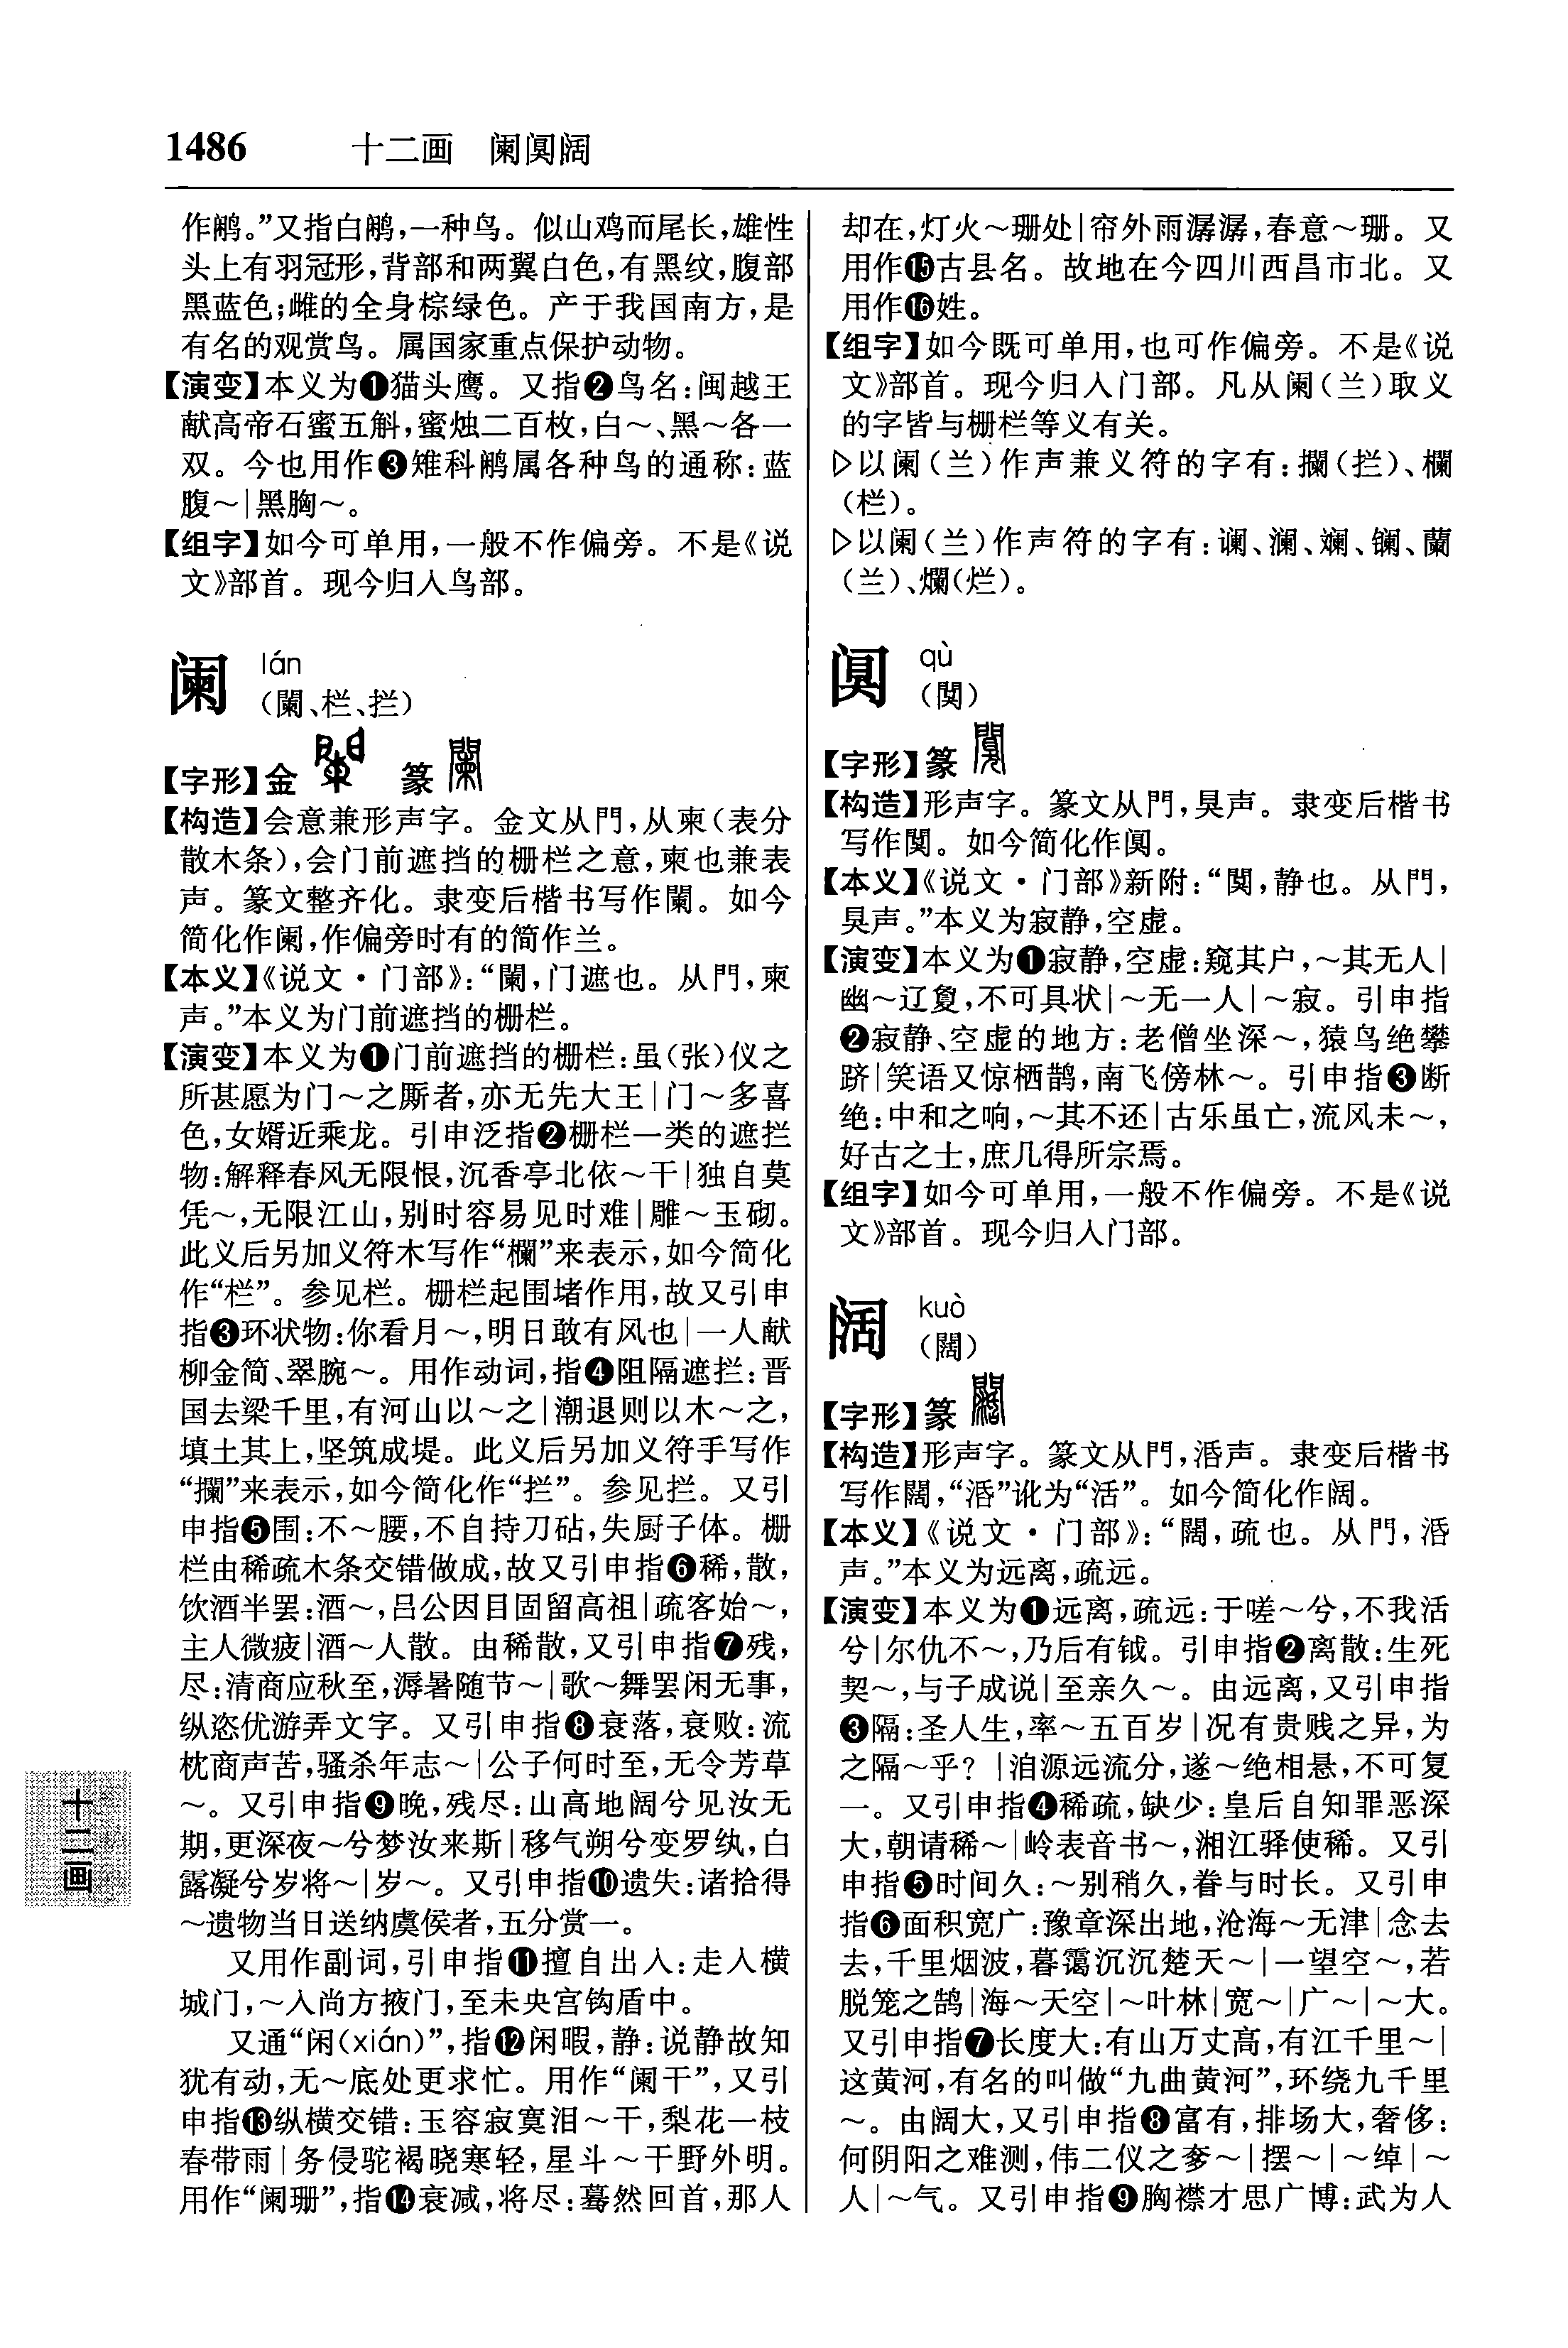 1486 十二画 阑阒阔
作鹇。”又指白鹇,一种鸟。似山鸡而尾长,雄性
头上有羽冠形,背部和两翼白色,有黑纹,腹部
黑蓝色;雌的全身棕绿色。产于我国南方,是
有名的观赏鸟。属国家重点保护动物。
【演变】本义为❶猫头鹰。又指❷鸟名:闽越王
献高帝石蜜五斛,蜜烛二百枚,白~、黑~各一
双。今也用作❸雉科鹇属各种鸟的通称:蓝
腹~|黑胸~。
【组字】如今可单用,一般不作偏旁。不是《说
文》部首。现今归入鸟部。
阑 lán
(闌、栏、拦)
【字形】金 篆
【构造】会意兼形声字。金文从門,从柬(表分
散木条),会门前遮挡的栅栏之意,柬也兼表
声。篆文整齐化。隶变后楷书写作闌。如今
简化作阑,作偏旁时有的简作兰。
【本义】《说文·门部》:“闌,门遮也。从門,柬
声。”本义为门前遮挡的栅栏。
【演变】本义为❶门前遮挡的栅栏:虽(张)仪之
所甚愿为门~之厮者,亦无先大王|门~多喜
色,女婿近乘龙。引申泛指❷栅栏一类的遮拦
物:解释春风无限恨,沉香亭北依~干|独自莫
凭~,无限江山,别时容易见时难|雕~玉砌。
此义后另加义符木写作“欄”来表示,如今简化
作“栏”。参见栏。栅栏起围堵作用,故又引申
指❸环状物:你看月~,明日敢有风也|一人献
柳金简、翠腕~。用作动词,指❹阻隔遮拦:晋
国去梁千里,有河山以~之|潮退则以木~之,
填土其上,坚筑成堤。此义后另加义符手写作
“攔”来表示,如今简化作“拦”。参见拦。又引
申指❺围:不~腰,不自持刀砧,失厨子体。栅
栏由稀疏木条交错做成,故又引申指❻稀,散,
饮酒半罢:酒~,吕公因目固留高祖|疏客始~,
主人微疲|酒~人散。由稀散,又引申指❼残,
尽:清商应秋至,溽暑随节~|歌~舞罢闲无事,
纵恣优游弄文字。又引申指❽衰落,衰败:流
枕商声苦,骚杀年志~|公子何时至,无令芳草
~。又引申指❾晚,残尽:山高地阔兮见汝无
期,更深夜~兮梦汝来斯|移气朔兮变罗纨,白
露凝兮岁将~|岁~。又引申指❿遗失:诸拾得
~遗物当日送纳虞侯者,五分赏一。
又用作副词,引申指⓫擅自出入:走入横
城门,~入尚方掖门,至未央宫钩盾中。
又通“闲(xián)”,指⓬闲暇,静:说静故知
犹有动,无~底处更求忙。用作“阑干”,又引
申指⓭纵横交错:玉容寂寞泪~干,梨花一枝
春带雨|务侵驼褐晓寒轻,星斗~干野外明。
用作“阑珊”,指⓮衰减,将尽:蓦然回首,那人
却在,灯火~珊处|帘外雨潺潺,春意~珊。又
用作⓯古县名。故地在今四川西昌市北。又
用作⓰姓。
【组字】如今既可单用,也可作偏旁。不是《说
文》部首。现今归入门部。凡从阑(兰)取义
的字皆与栅栏等义有关。
▷以阑(兰)作声兼义符的字有:攔(拦)、欄
(栏)。
▷以阑(兰)作声符的字有:谰、澜、斓、镧、蘭
(兰)、爛(烂)。
阒 qù
(闃)
【字形】篆
【构造】形声字。篆文从門,狊声。隶变后楷书
写作闃。如今简化作阒。
【本义】《说文·门部》新附:“闃,静也。从門,
狊声。”本义为寂静,空虚。
【演变】本义为❶寂静,空虚:窥其户,~其无人|
幽~辽敻,不可具状|~无一人|~寂。引申指
❷寂静、空虚的地方:老僧坐深~,猿鸟绝攀
跻|笑语又惊栖鹊,南飞傍林~。引申指❸断
绝:中和之响,~其不还|古乐虽亡,流风未~,
好古之士,庶几得所宗焉。
【组字】如今可单用,一般不作偏旁。不是《说
文》部首。现今归入门部。
阔 kuò
(闊)
【字形】篆
【构造】形声字。篆文从門,𣴠声。隶变后楷书
写作闊,“𣴠”讹为“活”。如今简化作阔。
【本义】《说文·门部》:“闊,疏也。从門,𣴠
声。”本义为远离,疏远。
【演变】本义为❶远离,疏远:于嗟~兮,不我活
兮|尔仇不~,乃后有钺。引申指❷离散:生死
契~,与子成说|至亲久~。由远离,又引申指
❸隔:圣人生,率~五百岁|况有贵贱之异,为
之隔~乎?|洎源远流分,遂~绝相悬,不可复
一。又引申指❹稀疏,缺少:皇后自知罪恶深
大,朝请稀~|岭表音书~,湘江驿使稀。又引
申指❺时间久:~别稍久,眷与时长。又引申
指❻面积宽广:豫章深出地,沧海~无津|念去
去,千里烟波,暮霭沉沉楚天~|一望空~,若
脱笼之鹄|海~天空|~叶林|宽~|广~|~大。
又引申指❼长度大:有山万丈高,有江千里~|
这黄河,有名的叫做“九曲黄河”,环绕九千里
~。由阔大,又引申指❽富有,排场大,奢侈:
何阴阳之难测,伟二仪之奓~|摆~|~绰|~
人|~气。又引申指❾胸襟才思广博:武为人
十二画